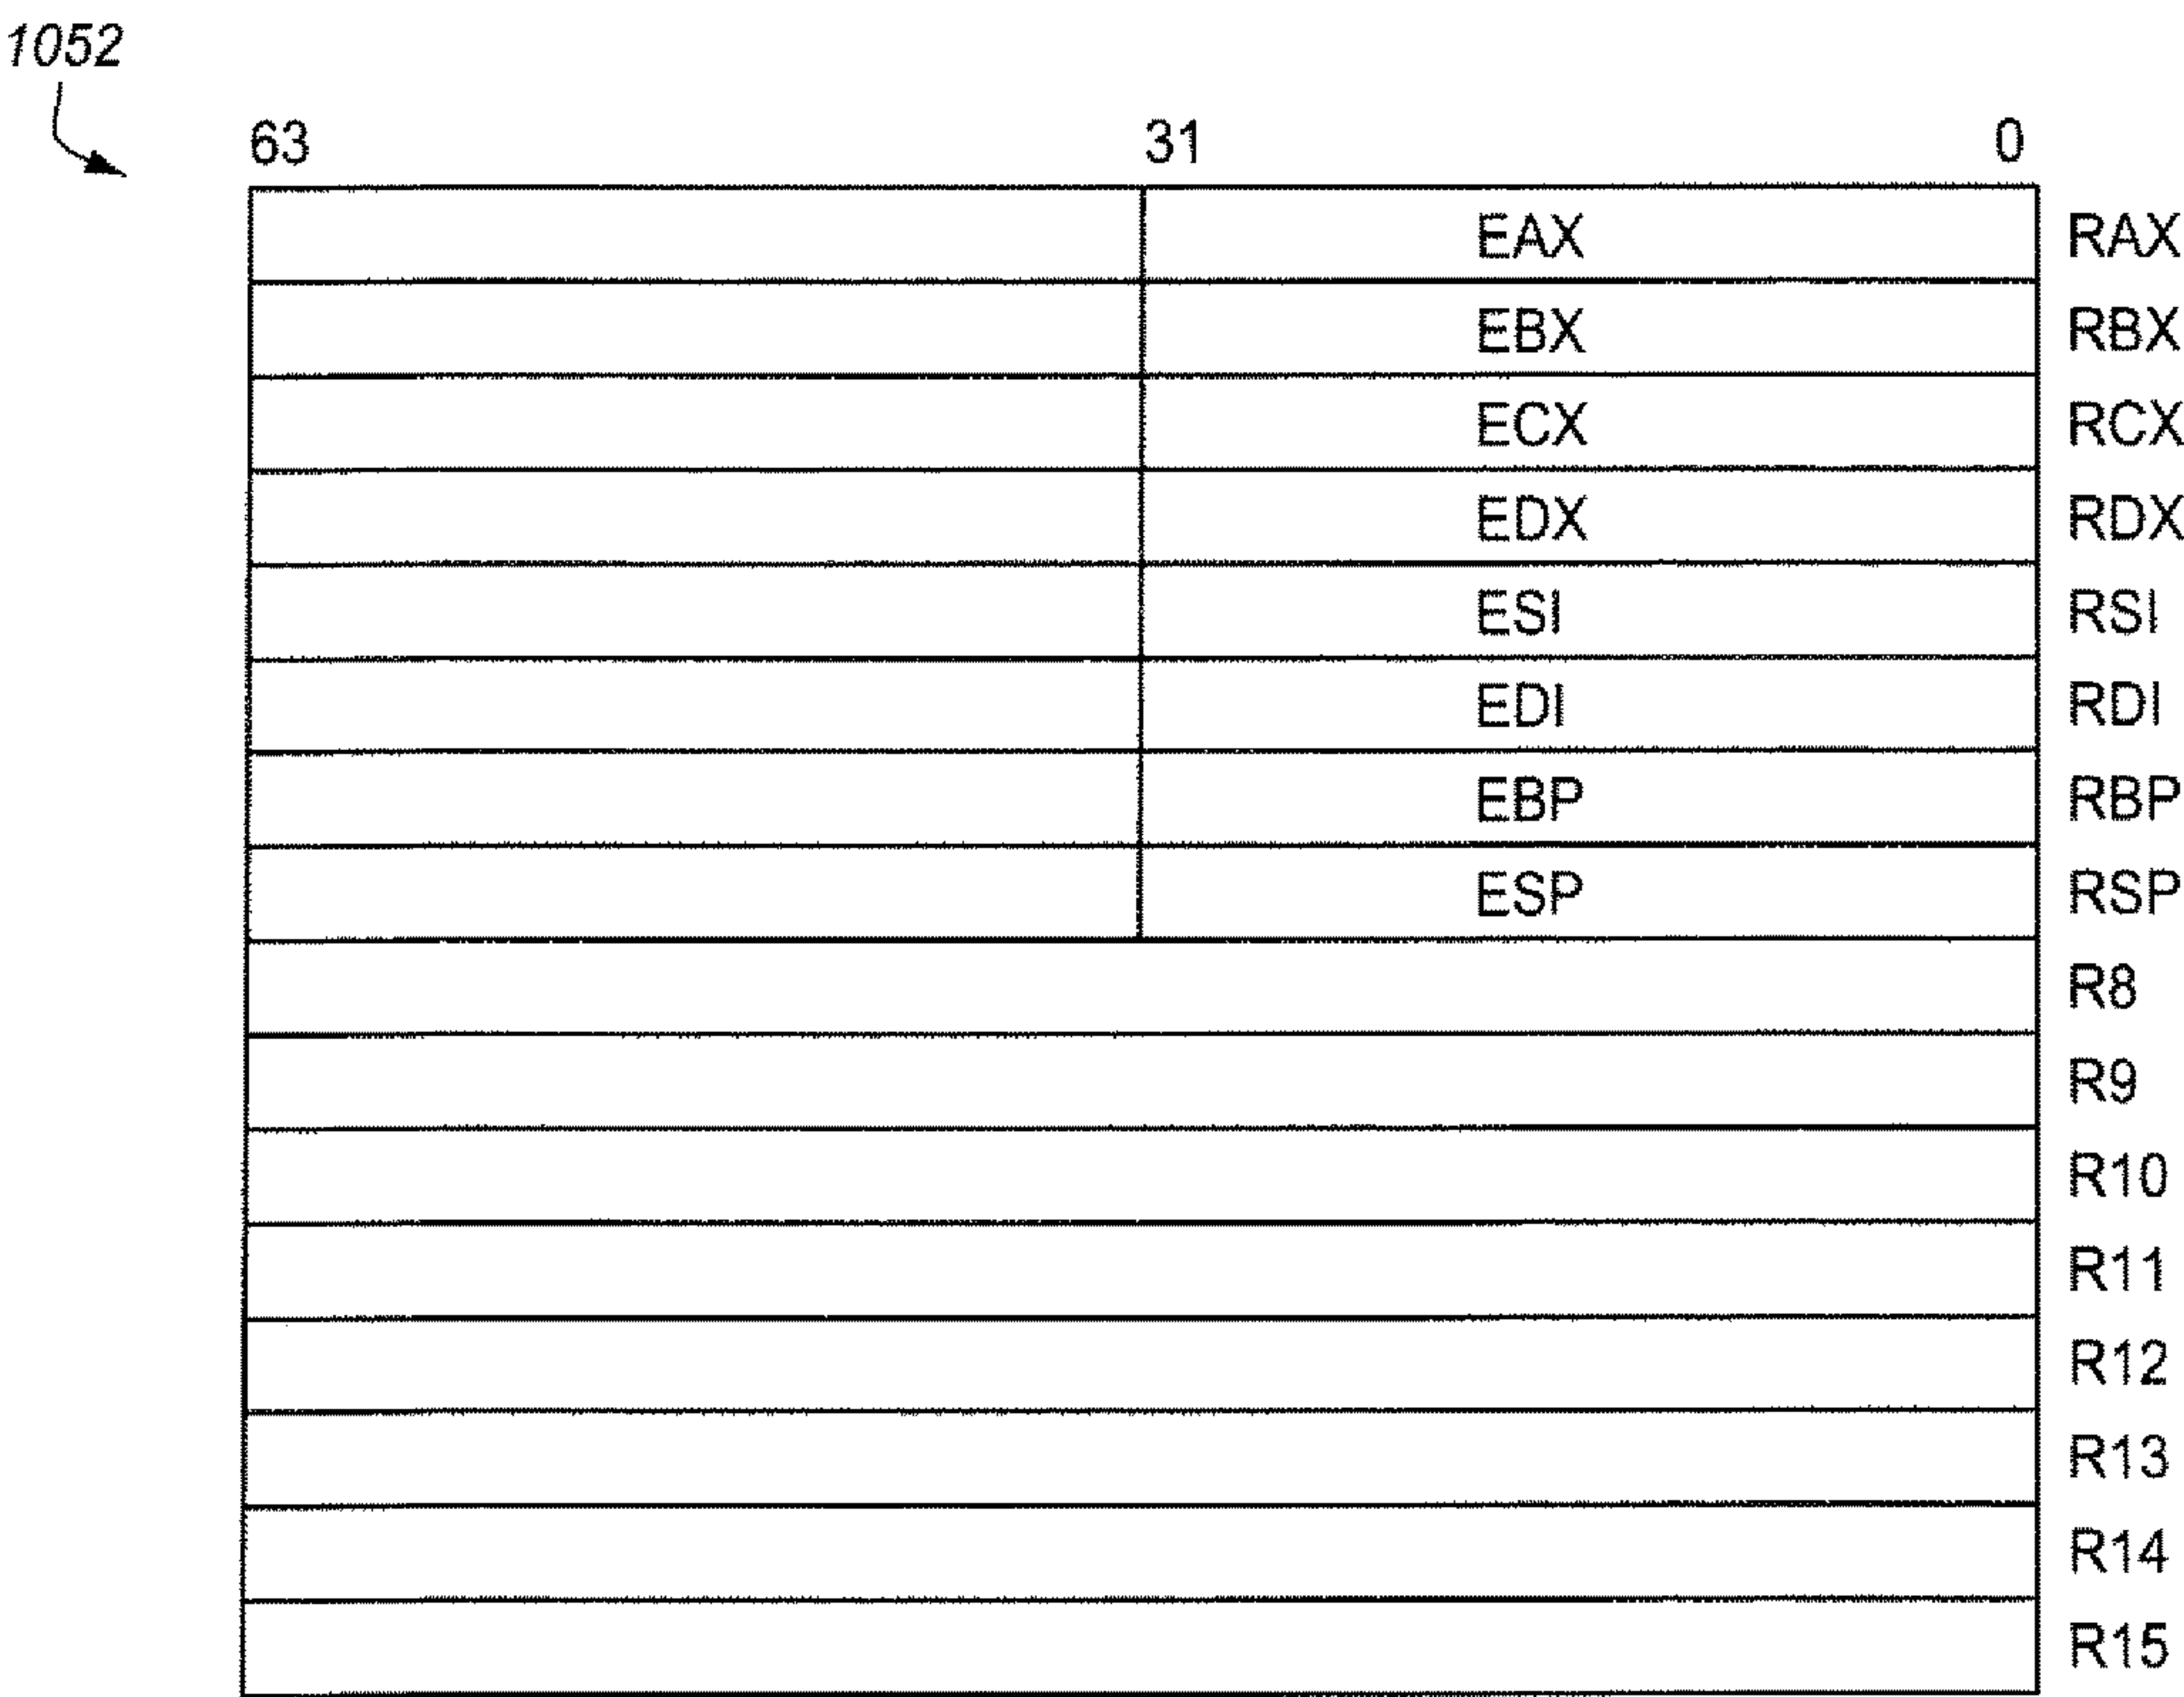 1052
63 31 0
EAX RAX
EBX RBX
ECX RCX
EDX RDX
ESI RSI
EDI RDI
EBP RBP
ESP RSP
R8
R9
R10
R11
R12
R13
R14
R15